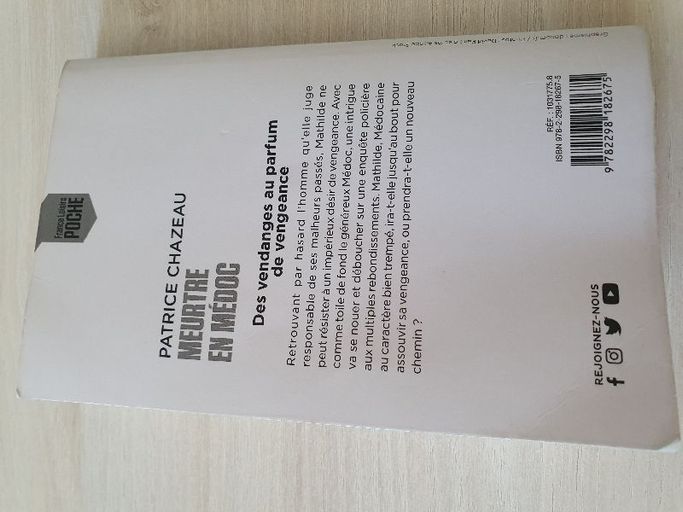 France Loisirs
POCHE
PATRICE CHAZEAU
MEURTRE
EN MÉDOC
Des vendanges au parfum
de vengeance
Retrouvant par hasard l'homme qu'elle juge
responsable de ses malheurs passés, Mathilde ne
peut résister à un impérieux désir de vengeance. Avec
comme toile de fond le généreux Médoc, une intrigue
va se nouer et déboucher sur une enquête policière
aux multiples rebondissements. Mathilde, Médocaine
au caractère bien trempé, ira-t-elle jusqu'au bout pour
assouvir sa vengeance, ou prendra-t-elle un nouveau
chemin ?
REJOIGNEZ-NOUS
RÉF : 1031775.8
ISBN 978-2-298-18267-5
9 782298 182675
Graphisme :